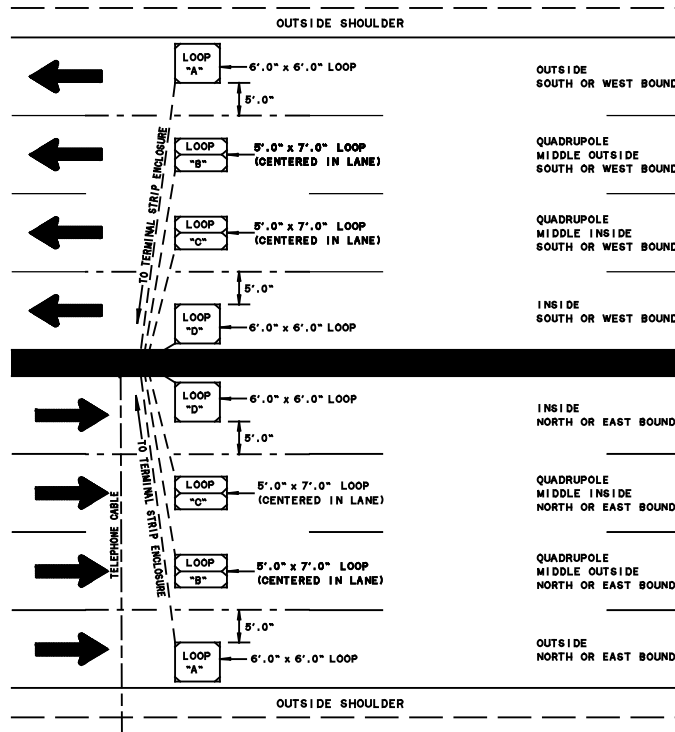 OUTSIDE SHOULDER
LOOP
"A"
6'.0" x 6'.0" LOOP
5'.0"
OUTSIDE
SOUTH OR WEST BOUND
TO TERMINAL STRIP ENCLOSURE
LOOP
"B"
5'.0" x 7'.0" LOOP
(CENTERED IN LANE)
QUADRUPOLE
MIDDLE OUTSIDE
SOUTH OR WEST BOUND
LOOP
"C"
5'.0" x 7'.0" LOOP
(CENTERED IN LANE)
QUADRUPOLE
MIDDLE INSIDE
SOUTH OR WEST BOUND
5'.0"
LOOP
"D"
6'.0" x 6'.0" LOOP
INSIDE
SOUTH OR WEST BOUND
LOOP
"D"
6'.0" x 6'.0" LOOP
5'.0"
INSIDE
NORTH OR EAST BOUND
TO TERMINAL STRIP ENCLOSURE
TELEPHONE CABLE
LOOP
"C"
5'.0" x 7'.0" LOOP
(CENTERED IN LANE)
QUADRUPOLE
MIDDLE INSIDE
NORTH OR EAST BOUND
LOOP
"B"
5'.0" x 7'.0" LOOP
(CENTERED IN LANE)
QUADRUPOLE
MIDDLE OUTSIDE
NORTH OR EAST BOUND
5'.0"
LOOP
"A"
6'.0" x 6'.0" LOOP
OUTSIDE
NORTH OR EAST BOUND
OUTSIDE SHOULDER